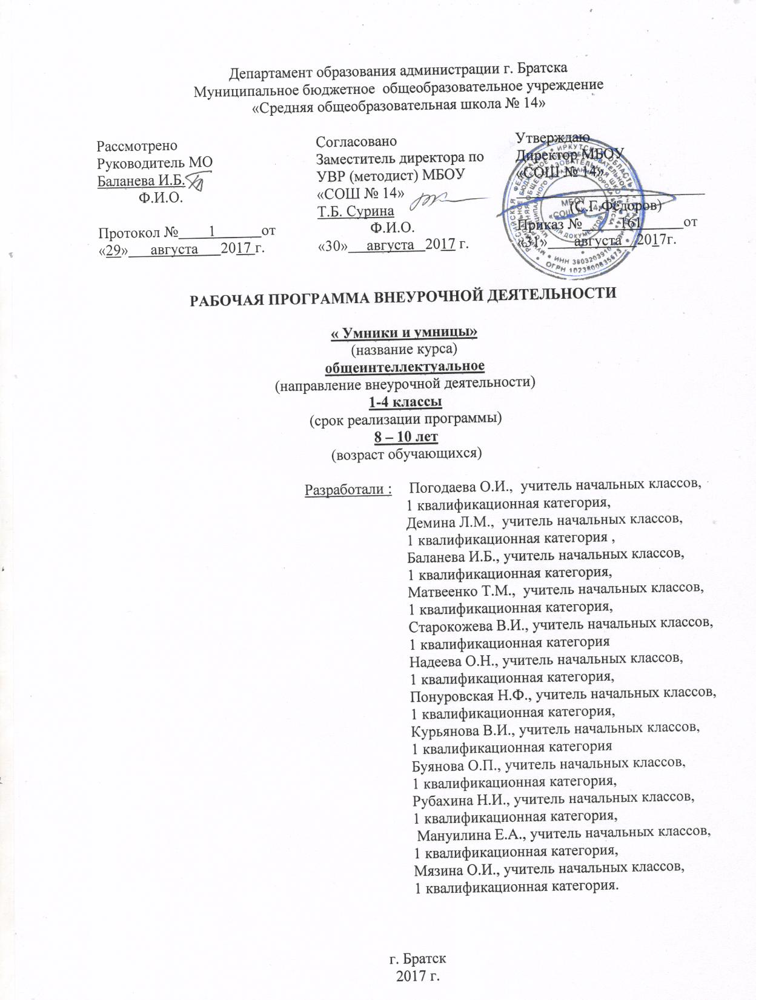 Департамент образования администрации г. Братска
Муниципальное бюджетное общеобразовательное учреждение
«Средняя общеобразовательная школа № 14»
Рассмотрено
Руководитель МО
Баланева И.Б.
Ф.И.О.
Протокол № 1 от
«29» августа 2017 г.
Согласовано
Заместитель директора по
УВР (методист) МБОУ
«СОШ № 14»
Т.Б. Сурина
Ф.И.О.
«30» августа 2017 г.
Утверждаю
Директор МБОУ
«СОШ № 14»
(С.Г.Фёдоров)
Приказ № 161 от
«31» августа 2017г.
МБОУ
РАБОЧАЯ ПРОГРАММА ВНЕУРОЧНОЙ ДЕЯТЕЛЬНОСТИ
« Умники и умницы»
(название курса)
общеинтеллектуальное
(направление внеурочной деятельности)
1-4 классы
(срок реализации программы)
8 – 10 лет
(возраст обучающихся)
Разработали : Погодаева О.И., учитель начальных классов,
1 квалификационная категория,
Демина Л.М., учитель начальных классов,
1 квалификационная категория ,
Баланева И.Б., учитель начальных классов,
1 квалификационная категория,
Матвеенко Т.М., учитель начальных классов,
1 квалификационная категория,
Старокожева В.И., учитель начальных классов,
1 квалификационная категория
Надеева О.Н., учитель начальных классов,
1 квалификационная категория,
Понуровская Н.Ф., учитель начальных классов,
1 квалификационная категория,
Курьянова В.И., учитель начальных классов,
1 квалификационная категория
Буянова О.П., учитель начальных классов,
1 квалификационная категория,
Рубахина Н.И., учитель начальных классов,
1 квалификационная категория,
Мануилина Е.А., учитель начальных классов,
1 квалификационная категория,
Мязина О.И., учитель начальных классов,
1 квалификационная категория.
г. Братск
2017 г.